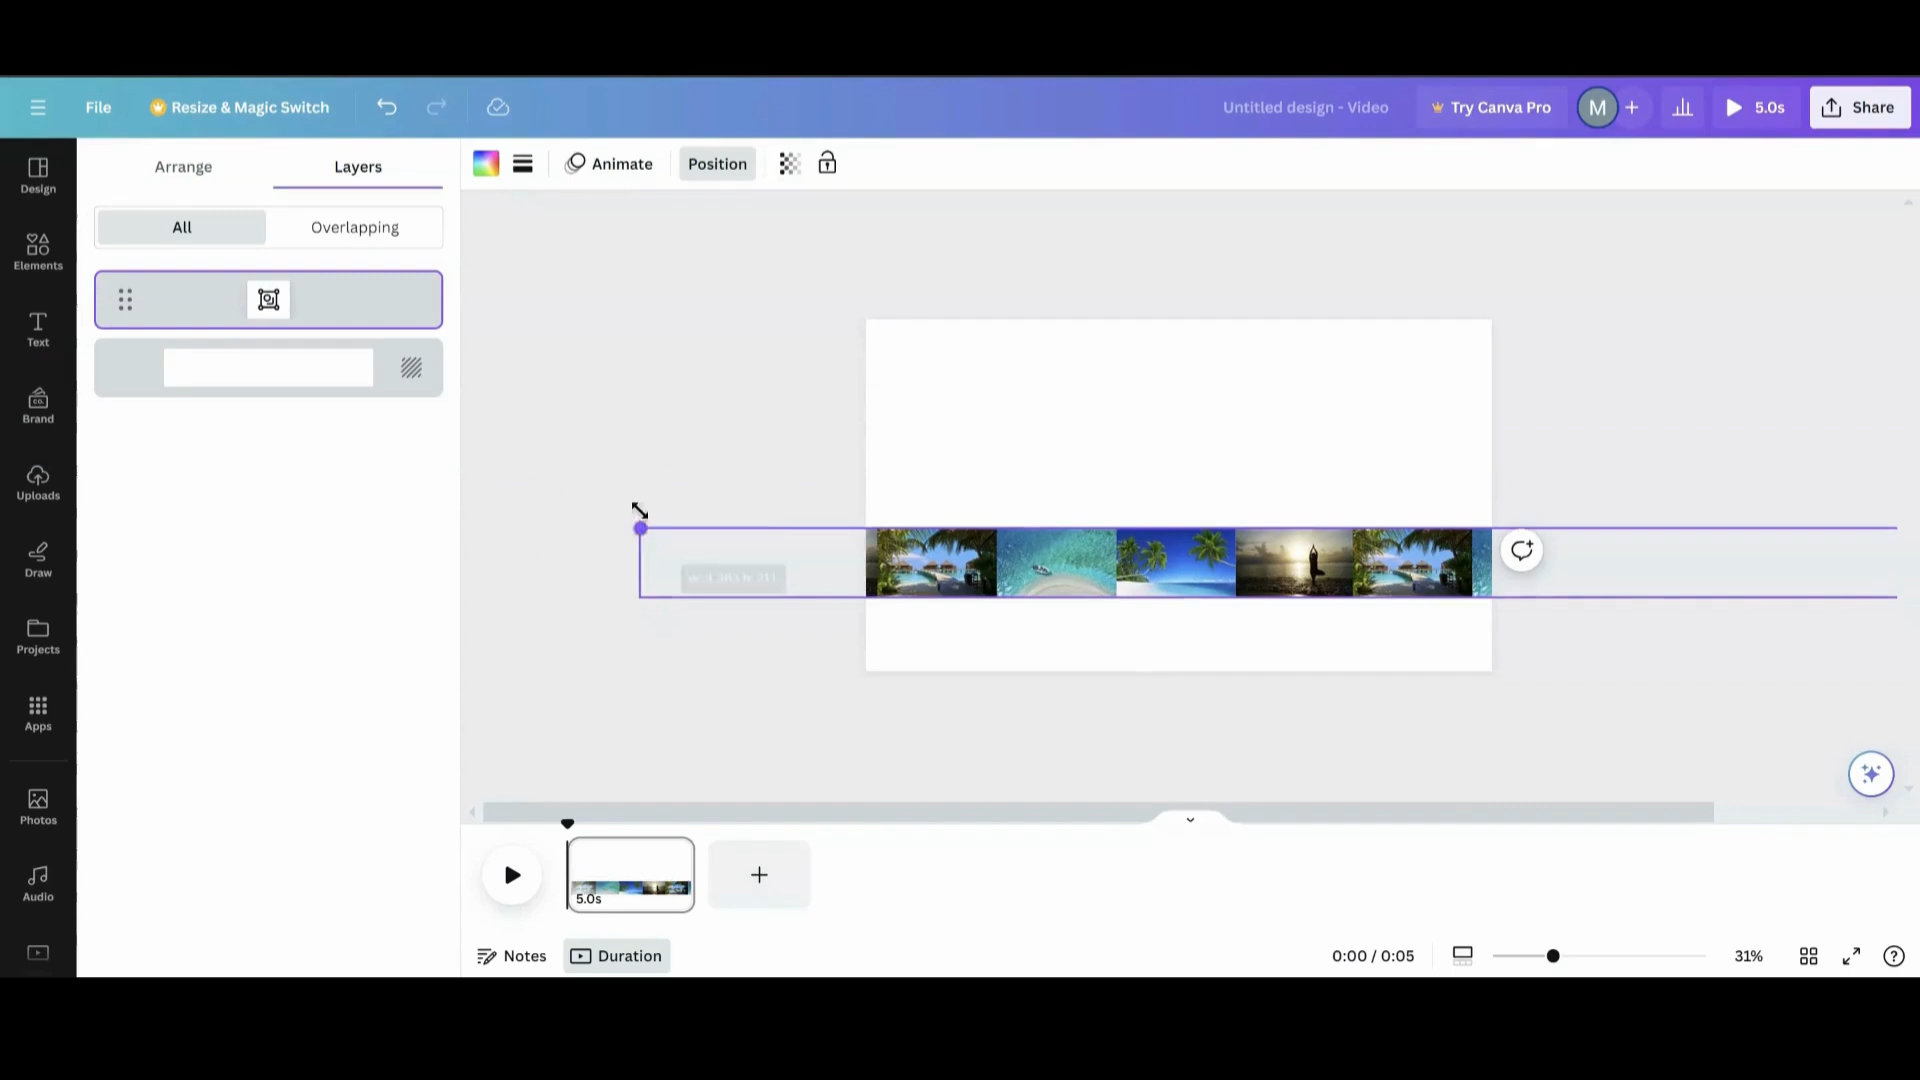 File
Resize & Magic Switch
Untitled design - Video
Try Canva Pro
M
5.0s
Share
Design
Elements
Text
Brand
Uploads
Draw
Projects
Apps
Photos
Audio
Arrange
Layers
All
Overlapping
Animate
Position
5.0s
Notes
Duration
0:00 / 0:05
31%